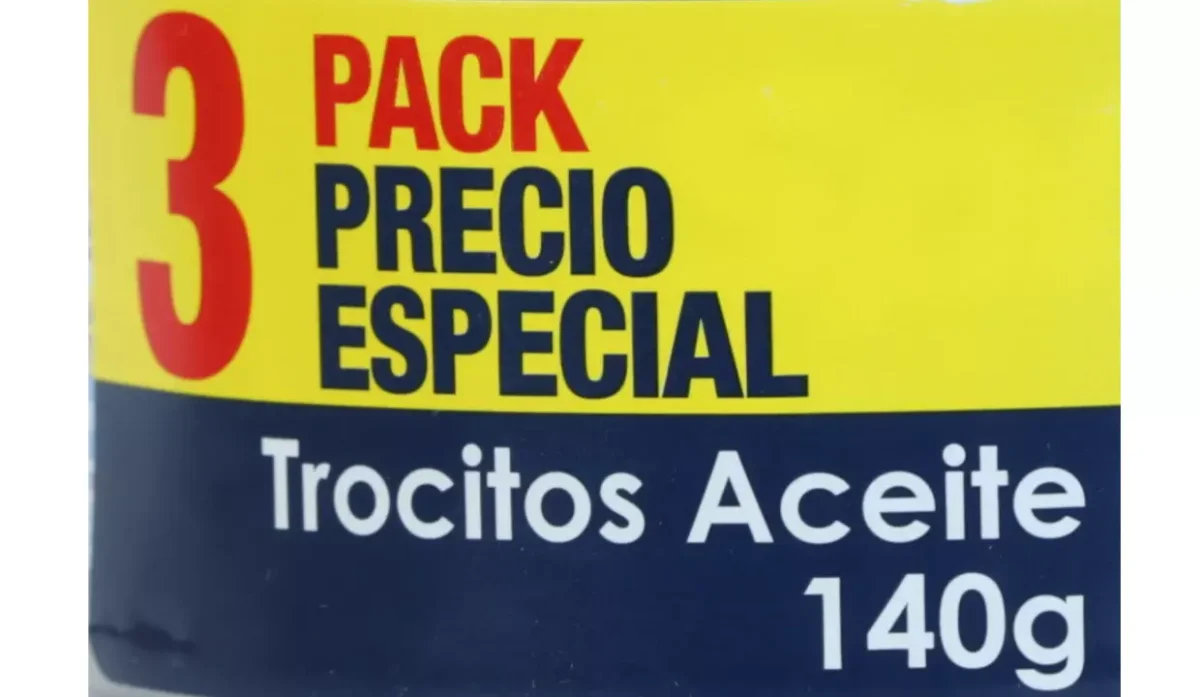 3 PACK
PRECIO
ESPECIAL
Trocitos Aceite
140g